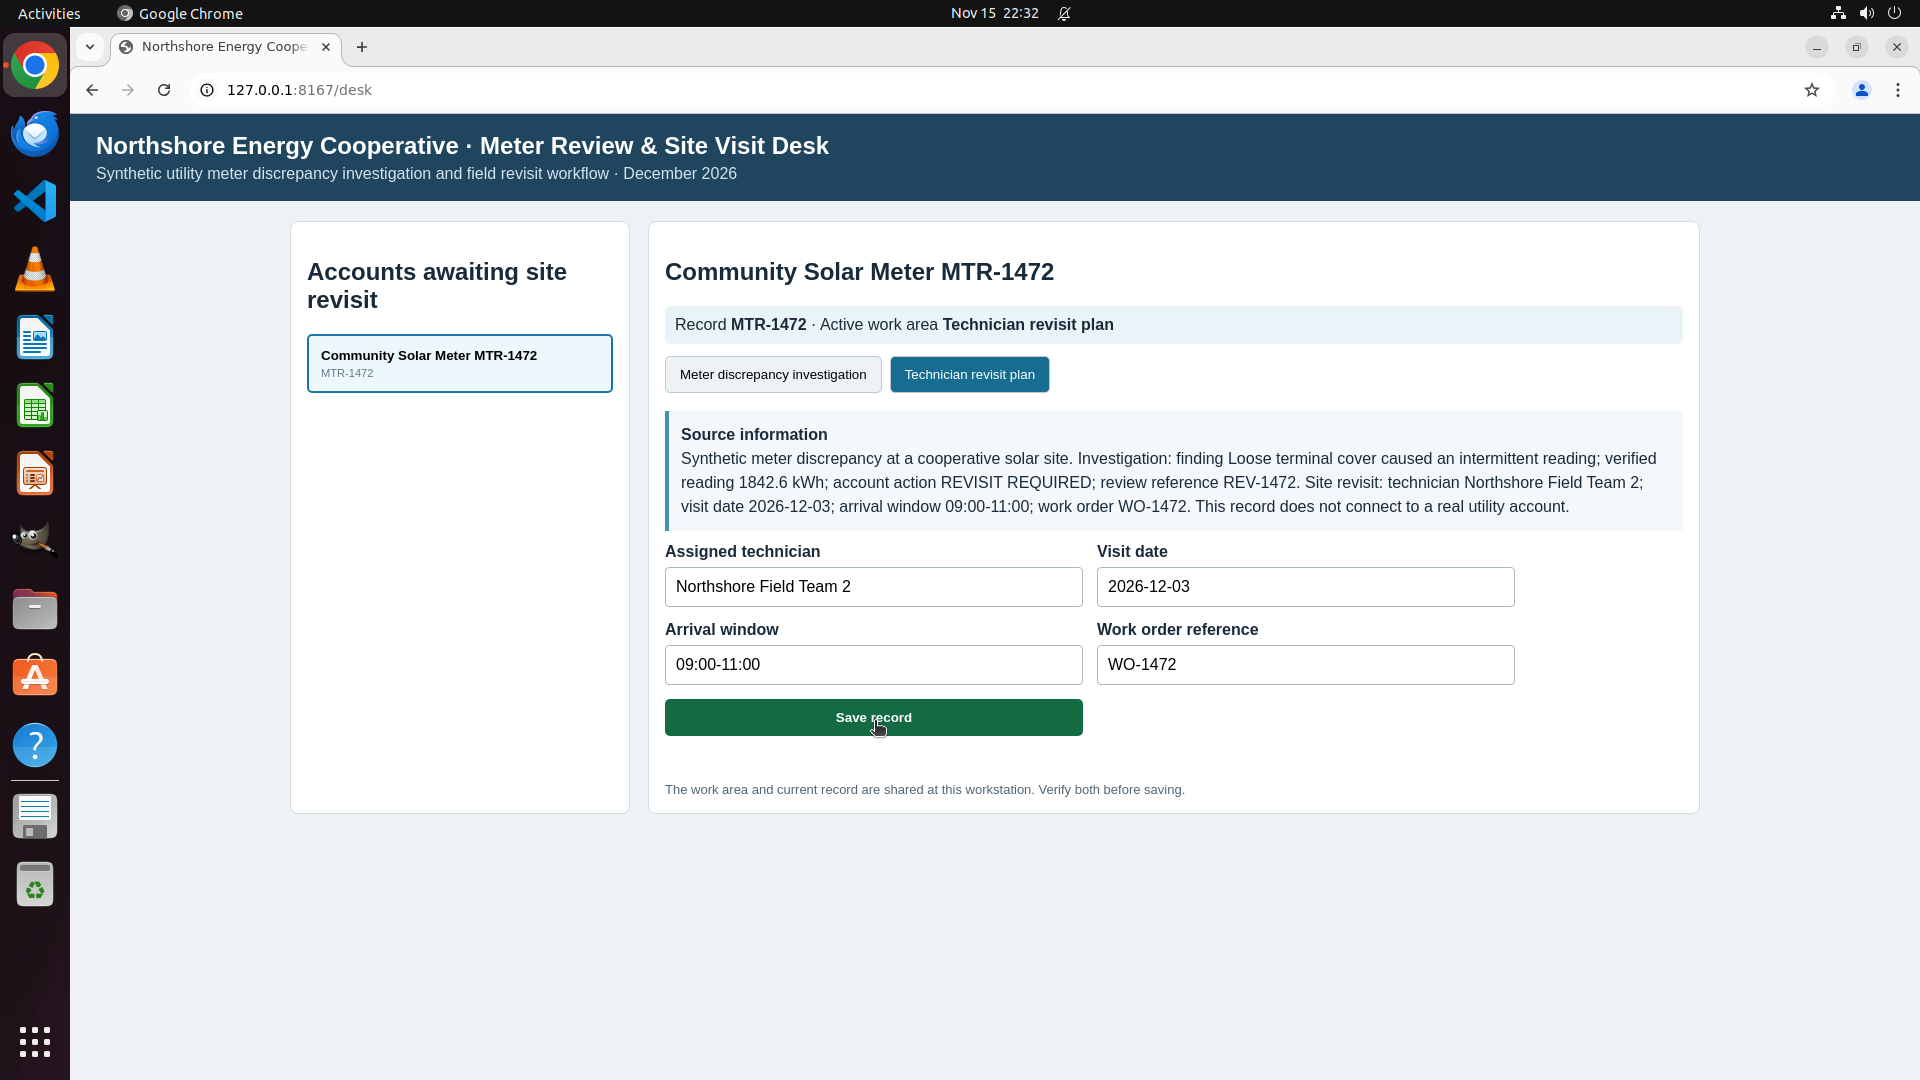 Activities
Google Chrome
Nov 15 22:32
Northshore Energy Coope
127.0.0.1:8167/desk
Northshore Energy Cooperative · Meter Review & Site Visit Desk
Synthetic utility meter discrepancy investigation and field revisit workflow · December 2026
Accounts awaiting site
revisit
Community Solar Meter MTR-1472
MTR-1472
Community Solar Meter MTR-1472
Record MTR-1472 · Active work area Technician revisit plan
Meter discrepancy investigation
Technician revisit plan
Source information
Synthetic meter discrepancy at a cooperative solar site. Investigation: finding Loose terminal cover caused an intermittent reading; verified
reading 1842.6 kWh; account action REVISIT REQUIRED; review reference REV-1472. Site revisit: technician Northshore Field Team 2;
visit date 2026-12-03; arrival window 09:00-11:00; work order WO-1472. This record does not connect to a real utility account.
Assigned technician
Visit date
Northshore Field Team 2
2026-12-03
Arrival window
Work order reference
09:00-11:00
WO-1472
Save record
The work area and current record are shared at this workstation. Verify both before saving.